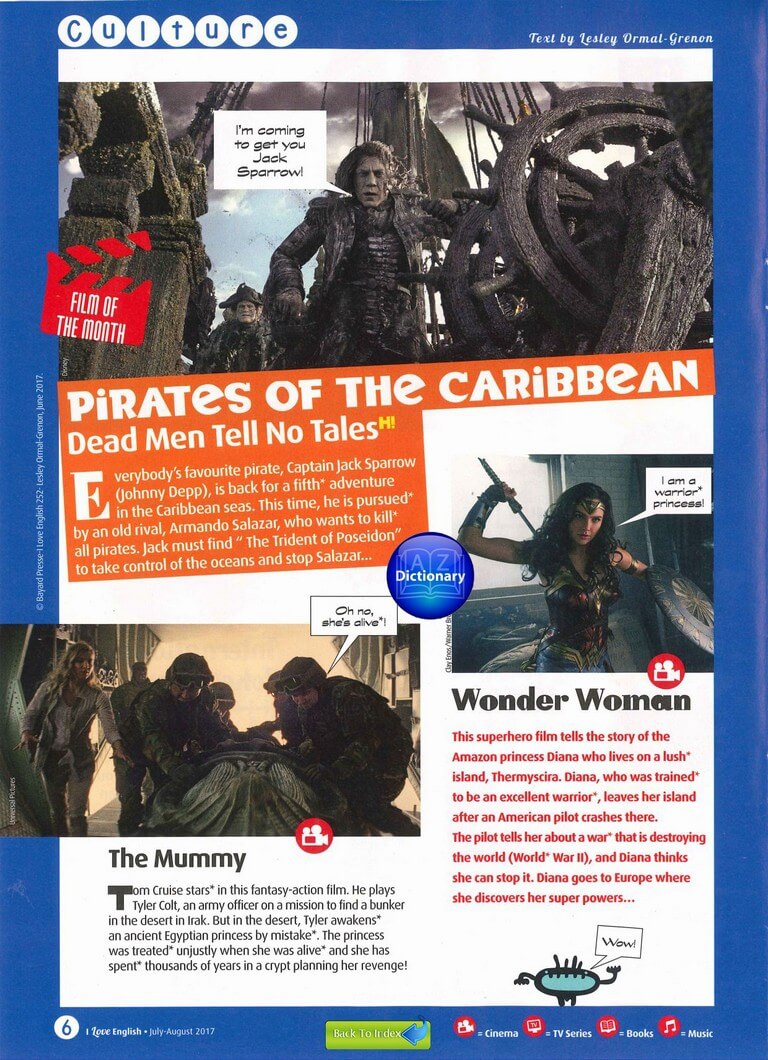 Culture
Text by Lesley Ormal-Grenon
I'm coming
to get you
Jack
Sparrow!
FILM OF
THE MONTH
Disney
© Bayard Presse-I Love English 252- Lesley Ormal-Grenon, June 2017.
PiRATES OF THE CARiBBEAN
Dead Men Tell No Tales HI!
Everybody's favourite pirate, Captain Jack Sparrow
(Johnny Depp), is back for a fifth* adventure
in the Caribbean seas. This time, he is pursued*
by an old rival, Armando Salazar, who wants to kill*
all pirates. Jack must find " The Trident of Poseidon"
to take control of the oceans and stop Salazar...
A Z
Dictionary
I am a
warrior*
princess!
Clay Enos/Warner
Oh no,
she's alive*!
Universal Pictures
Wonder Woman
This superhero film tells the story of the
Amazon princess Diana who lives on a lush*
island, Thermyscira. Diana, who was trained*
to be an excellent warrior*, leaves her island
after an American pilot crashes there.
The pilot tells her about a war* that is destroying
the world (World* War II), and Diana thinks
she can stop it. Diana goes to Europe where
she discovers her super powers...
The Mummy
Tom Cruise stars* in this fantasy-action film. He plays
Tyler Colt, an army officer on a mission to find a bunker
in the desert in Irak. But in the desert, Tyler awakens*
an ancient Egyptian princess by mistake*. The princess
was treated* unjustly when she was alive* and she has
spent* thousands of years in a crypt planning her revenge!
Wow!
6 I Love English • July-August 2017
Back To Index
= Cinema TV = TV Series = Books = Music